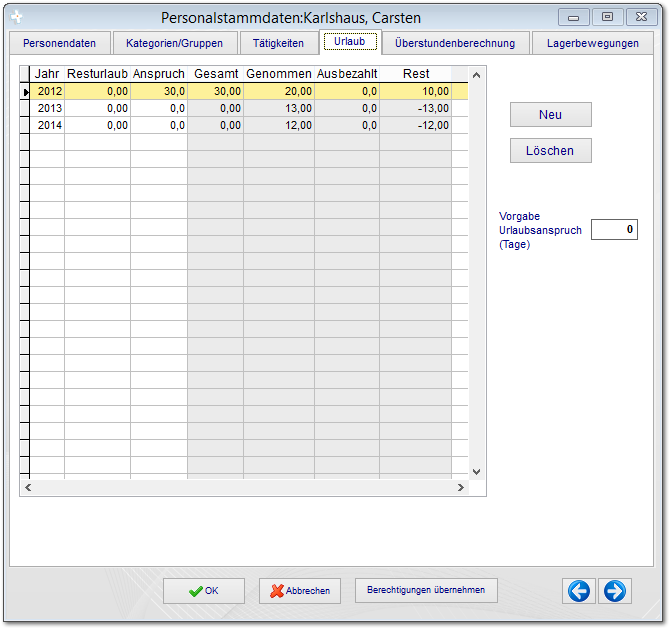 Personalstammdaten:Karlshaus, Carsten
Personendaten Kategorien/Gruppen Tätigkeiten Urlaub Überstundenberechnung Lagerbewegungen
Jahr Resturlaub Anspruch Gesamt Genommen Ausbezahlt Rest
2012 0,00 30,0 30,00 20,00 0,0 10,00
2013 0,00 0,0 0,00 13,00 0,0 -13,00
2014 0,00 0,0 0,00 12,00 0,0 -12,00
Neu
Löschen
Vorgabe
Urlaubsanspruch 0
(Tage)
OK Abbrechen Berechtigungen übernehmen